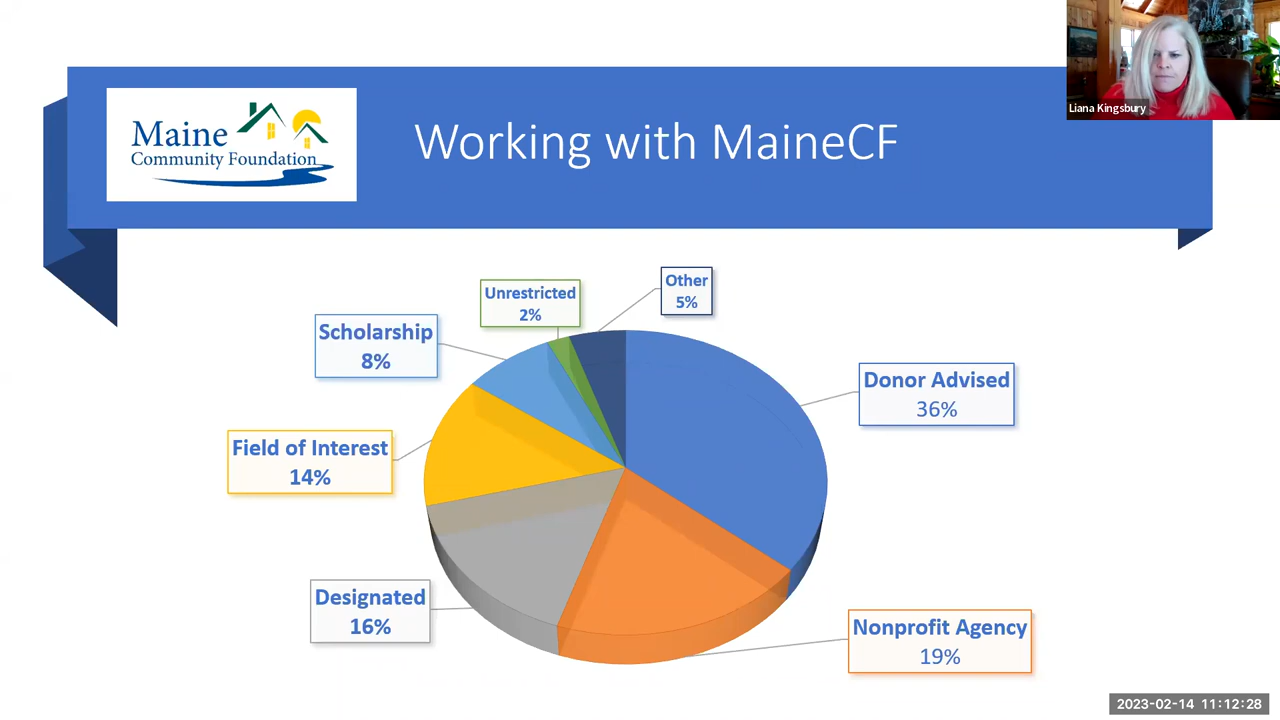 Liana Kingsbury
Maine
Community Foundation
Working with MaineCF
Other
5%
Unrestricted
2%
Scholarship
8%
Donor Advised
36%
Field of Interest
14%
Designated
16%
Nonprofit Agency
19%
2023-02-14 11:12:28